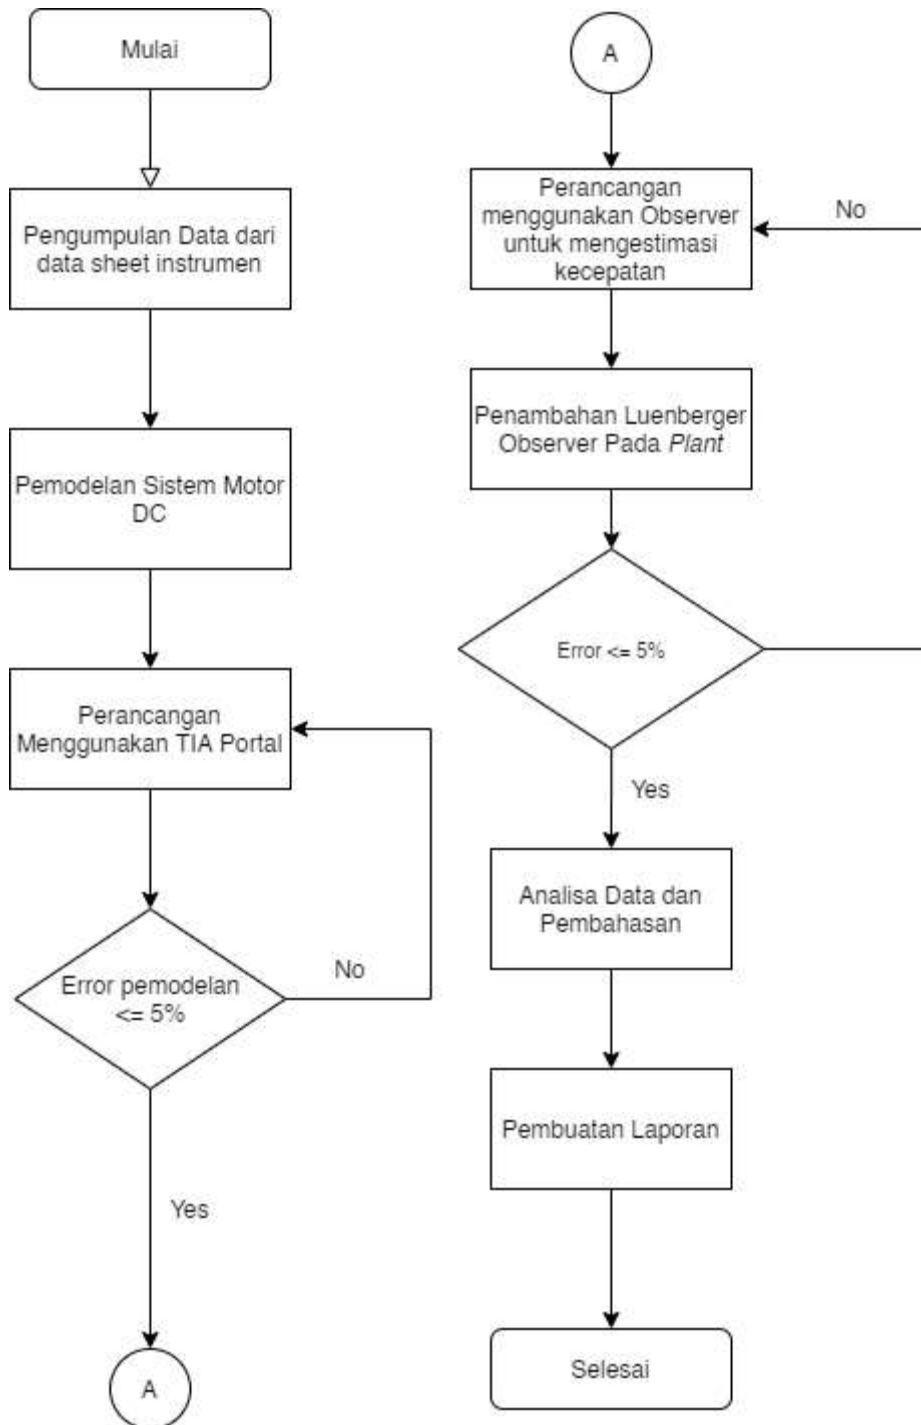 Mulai
Pengumpulan Data dari
data sheet instrumen
Pemodelan Sistem Motor
DC
Perancangan
Menggunakan TIA Portal
Error pemodelan
<= 5%
No
Yes
A
A
Perancangan
menggunakan Observer
untuk mengestimasi
kecepatan
No
Penambahan Luenberger
Observer Pada Plant
Error <= 5%
Yes
Analisa Data dan
Pembahasan
Pembuatan Laporan
Selesai